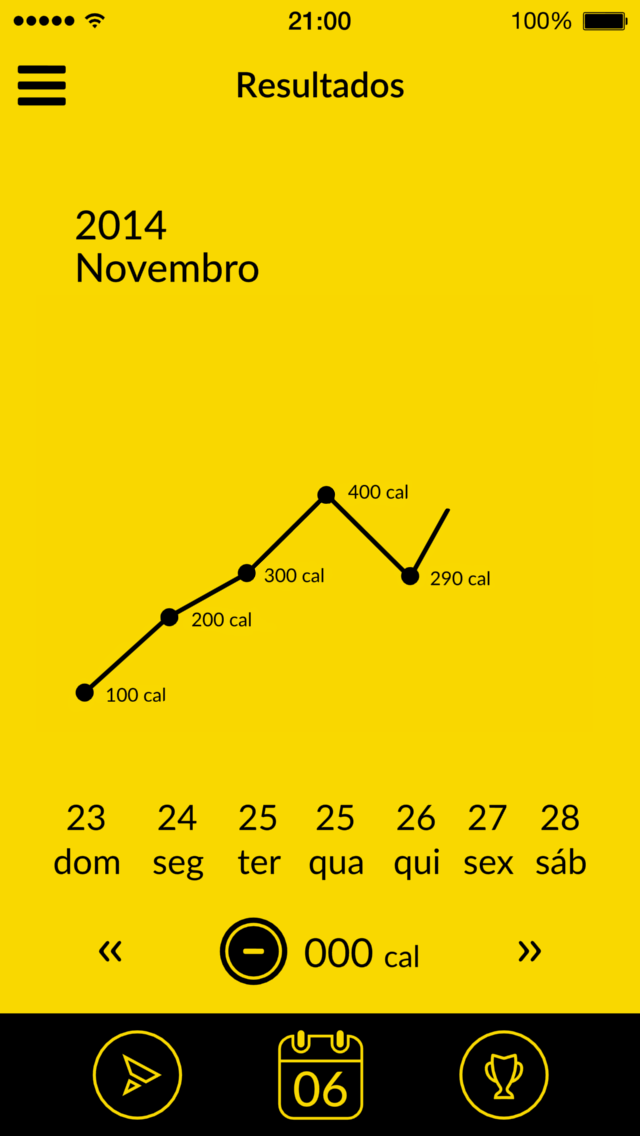 21:00 100%
Resultados
2014
Novembro
400 cal
300 cal
290 cal
200 cal
100 cal
23 24 25 25 26 27 28
dom seg ter qua qui sex sáb
« 000 cal »
06